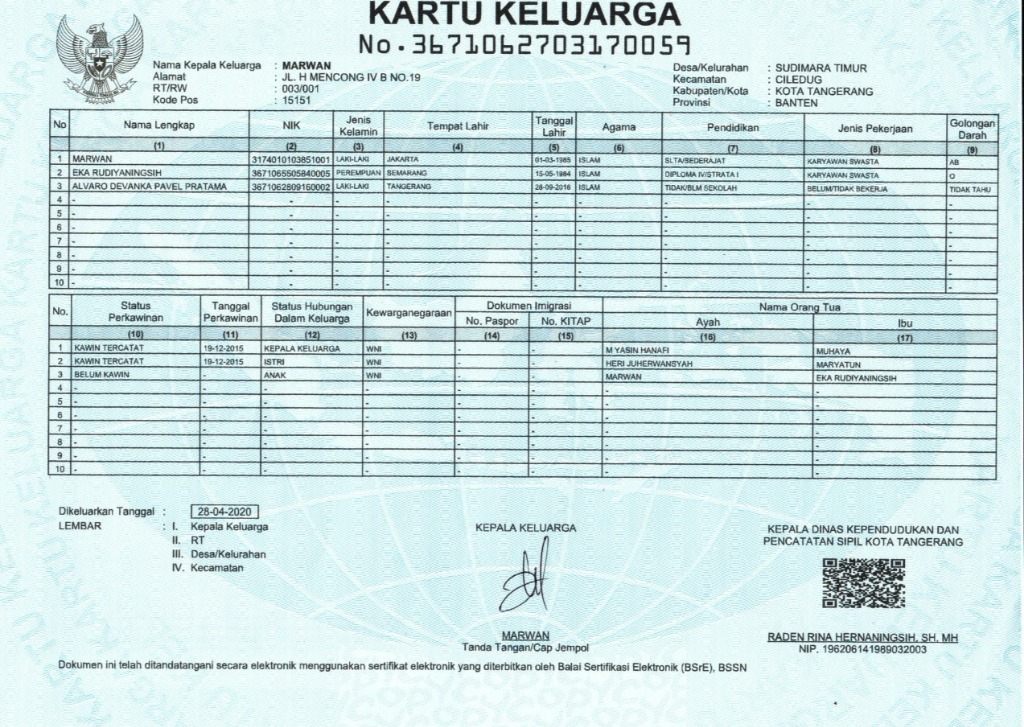 KARTU KELUARGA
No.3671062703170059
Nama Kepala Keluarga : MARWAN
Alamat : JL. H MENCONG IV B NO.19
RT/RW : 003/001
Kode Pos : 15151
Desa/Kelurahan : SUDIMARA TIMUR
Kecamatan : CILEDUG
Kabupaten/Kota : KOTA TANGERANG
Provinsi : BANTEN
No Nama Lengkap NIK Jenis Kelamin Tempat Lahir Tanggal Lahir Agama Pendidikan Jenis Pekerjaan Golongan Darah
(1) (2) (3) (4) (5) (6) (7) (8) (9)
1 MARWAN 3174010103851001 LAKI-LAKI JAKARTA 01-03-1985 ISLAM SLTA/SEDERAJAT KARYAWAN SWASTA AB
2 EKA RUDIYANINGSIH 3671065505840005 PEREMPUAN SEMARANG 15-05-1984 ISLAM DIPLOMA IV/STRATA I KARYAWAN SWASTA O
3 ALVARO DEVANKA PAVEL PRATAMA 3671062809160002 LAKI-LAKI TANGERANG 28-09-2016 ISLAM TIDAK/BLM SEKOLAH BELUM/TIDAK BEKERJA TIDAK TAHU
4 - - - - - - - - -
5 - - - - - - - - -
6 - - - - - - - - -
7 - - - - - - - - -
8 - - - - - - - - -
9 - - - - - - - - -
10 - - - - - - - - -
No. Status Perkawinan Tanggal Perkawinan Status Hubungan Dalam Keluarga Kewarganegaraan Dokumen Imigrasi Nama Orang Tua
No. Paspor No. KITAP Ayah Ibu
(10) (11) (12) (13) (14) (15) (16) (17)
1 KAWIN TERCATAT 19-12-2015 KEPALA KELUARGA WNI - - M YASIN HANAFI MUHAYA
2 KAWIN TERCATAT 19-12-2015 ISTRI WNI - - HERI JUHERWANSYAH MARYATUN
3 BELUM KAWIN - ANAK WNI - - MARWAN EKA RUDIYANINGSIH
4 - - - - - - - -
5 - - - - - - - -
6 - - - - - - - -
7 - - - - - - - -
8 - - - - - - - -
9 - - - - - - - -
10 - - - - - - - -
Dikeluarkan Tanggal : 28-04-2020
LEMBAR : I. Kepala Keluarga
II. RT
III. Desa/Kelurahan
IV. Kecamatan
KEPALA KELUARGA
MARWAN
Tanda Tangan/Cap Jempol
KEPALA DINAS KEPENDUDUKAN DAN
PENCATATAN SIPIL KOTA TANGERANG
RADEN RINA HERNANINGSIH, SH, MH
NIP. 196206141989032003
Dokumen ini telah ditandatangani secara elektronik menggunakan sertifikat elektronik yang diterbitkan oleh Balai Sertifikasi Elektronik (BSrE), BSSN